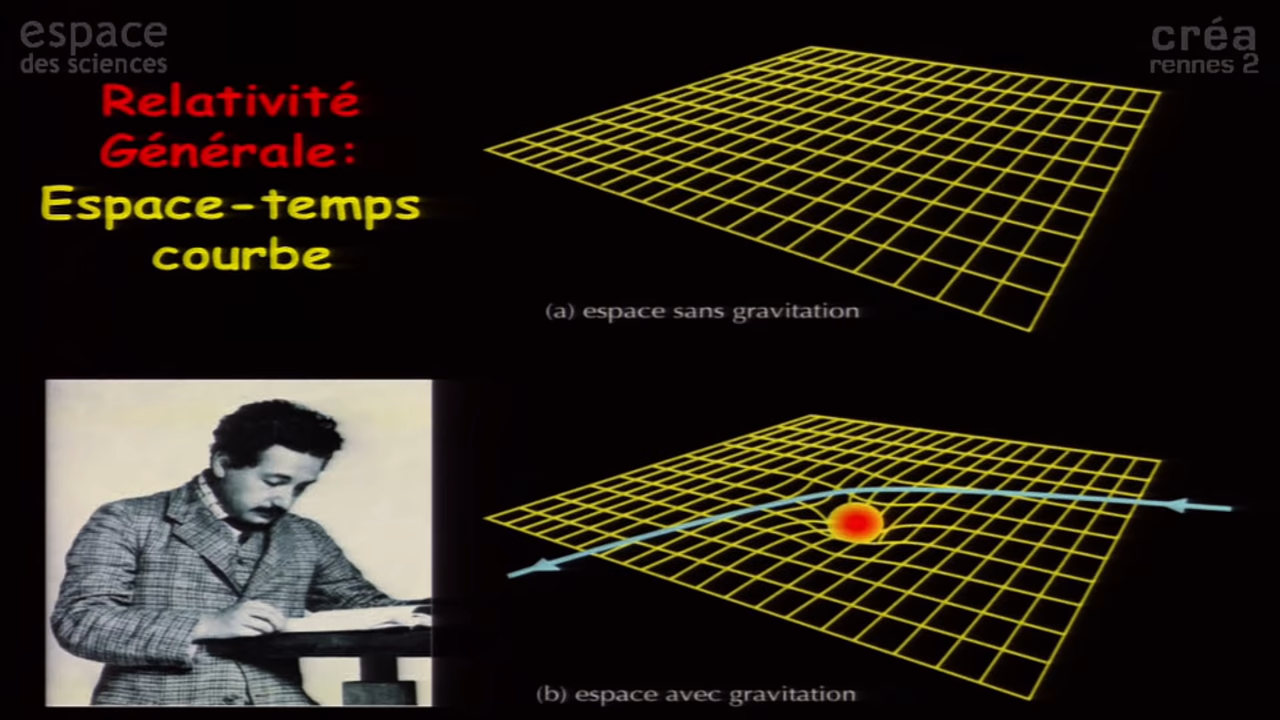 espace
des sciences
créa
rennes 2
Relativité
Générale:
Espace-temps
courbe
(a) espace sans gravitation
(b) espace avec gravitation